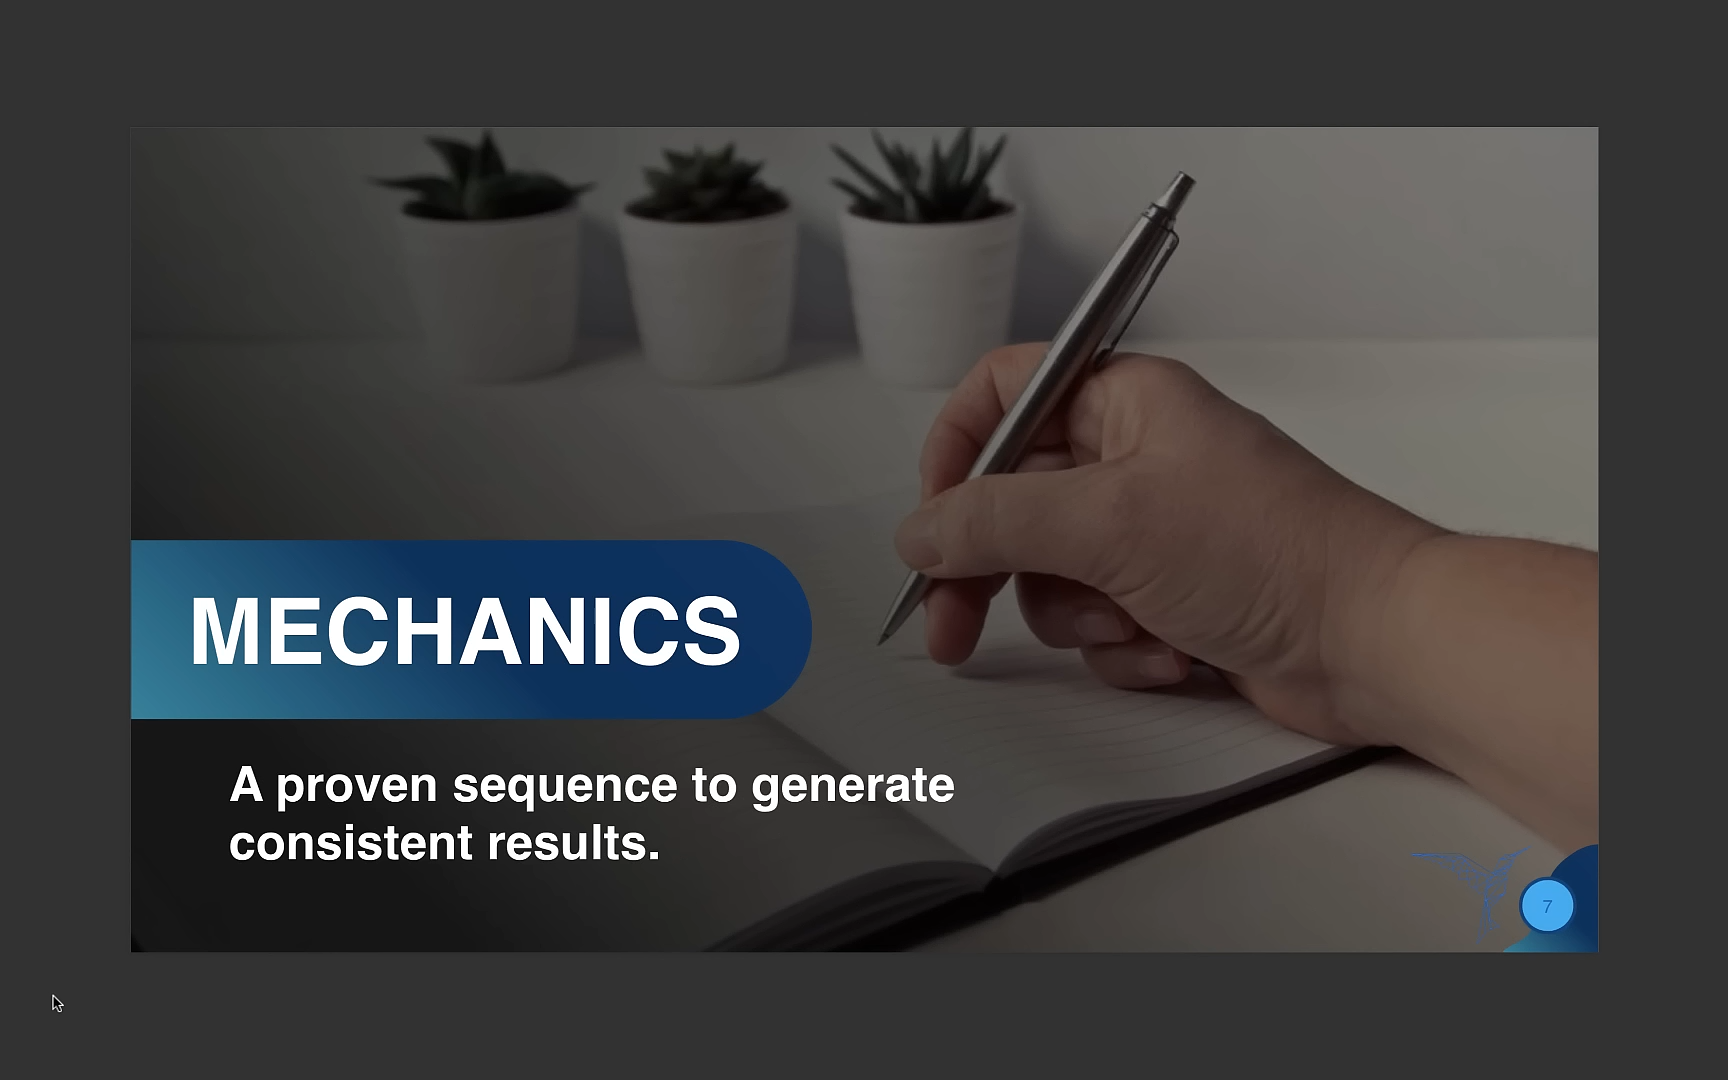 MECHANICS
A proven sequence to generate
consistent results.
7